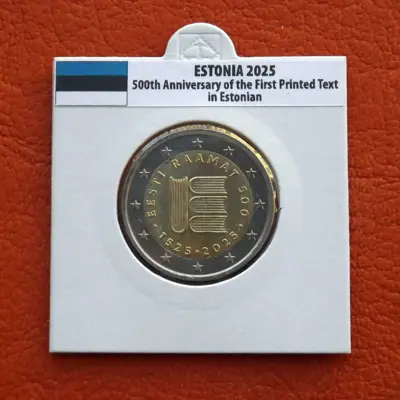 ESTONIA 2025
500th Anniversary of the First Printed Text
in Estonian
· EESTI RAAMAT 500 ·
1525-2025